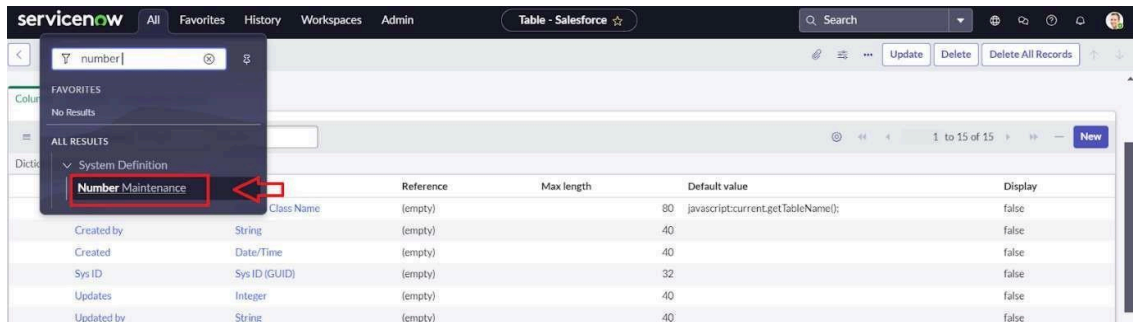 servicenow All Favorites History Workspaces Admin Table - Salesforce Search
number Update Delete Delete All Records
FAVORITES
No Results
ALL RESULTS 1 to 15 of 15 New
System Definition
Number Maintenance
Reference Max length Default value Display
Class Name (empty) 80 javascript:current.getTableName(); false
Created by String (empty) 40 false
Created Date/Time (empty) 40 false
Sys ID Sys ID (GUID) (empty) 32 false
Updates Integer (empty) 40 false
Updated by String (empty) 40 false